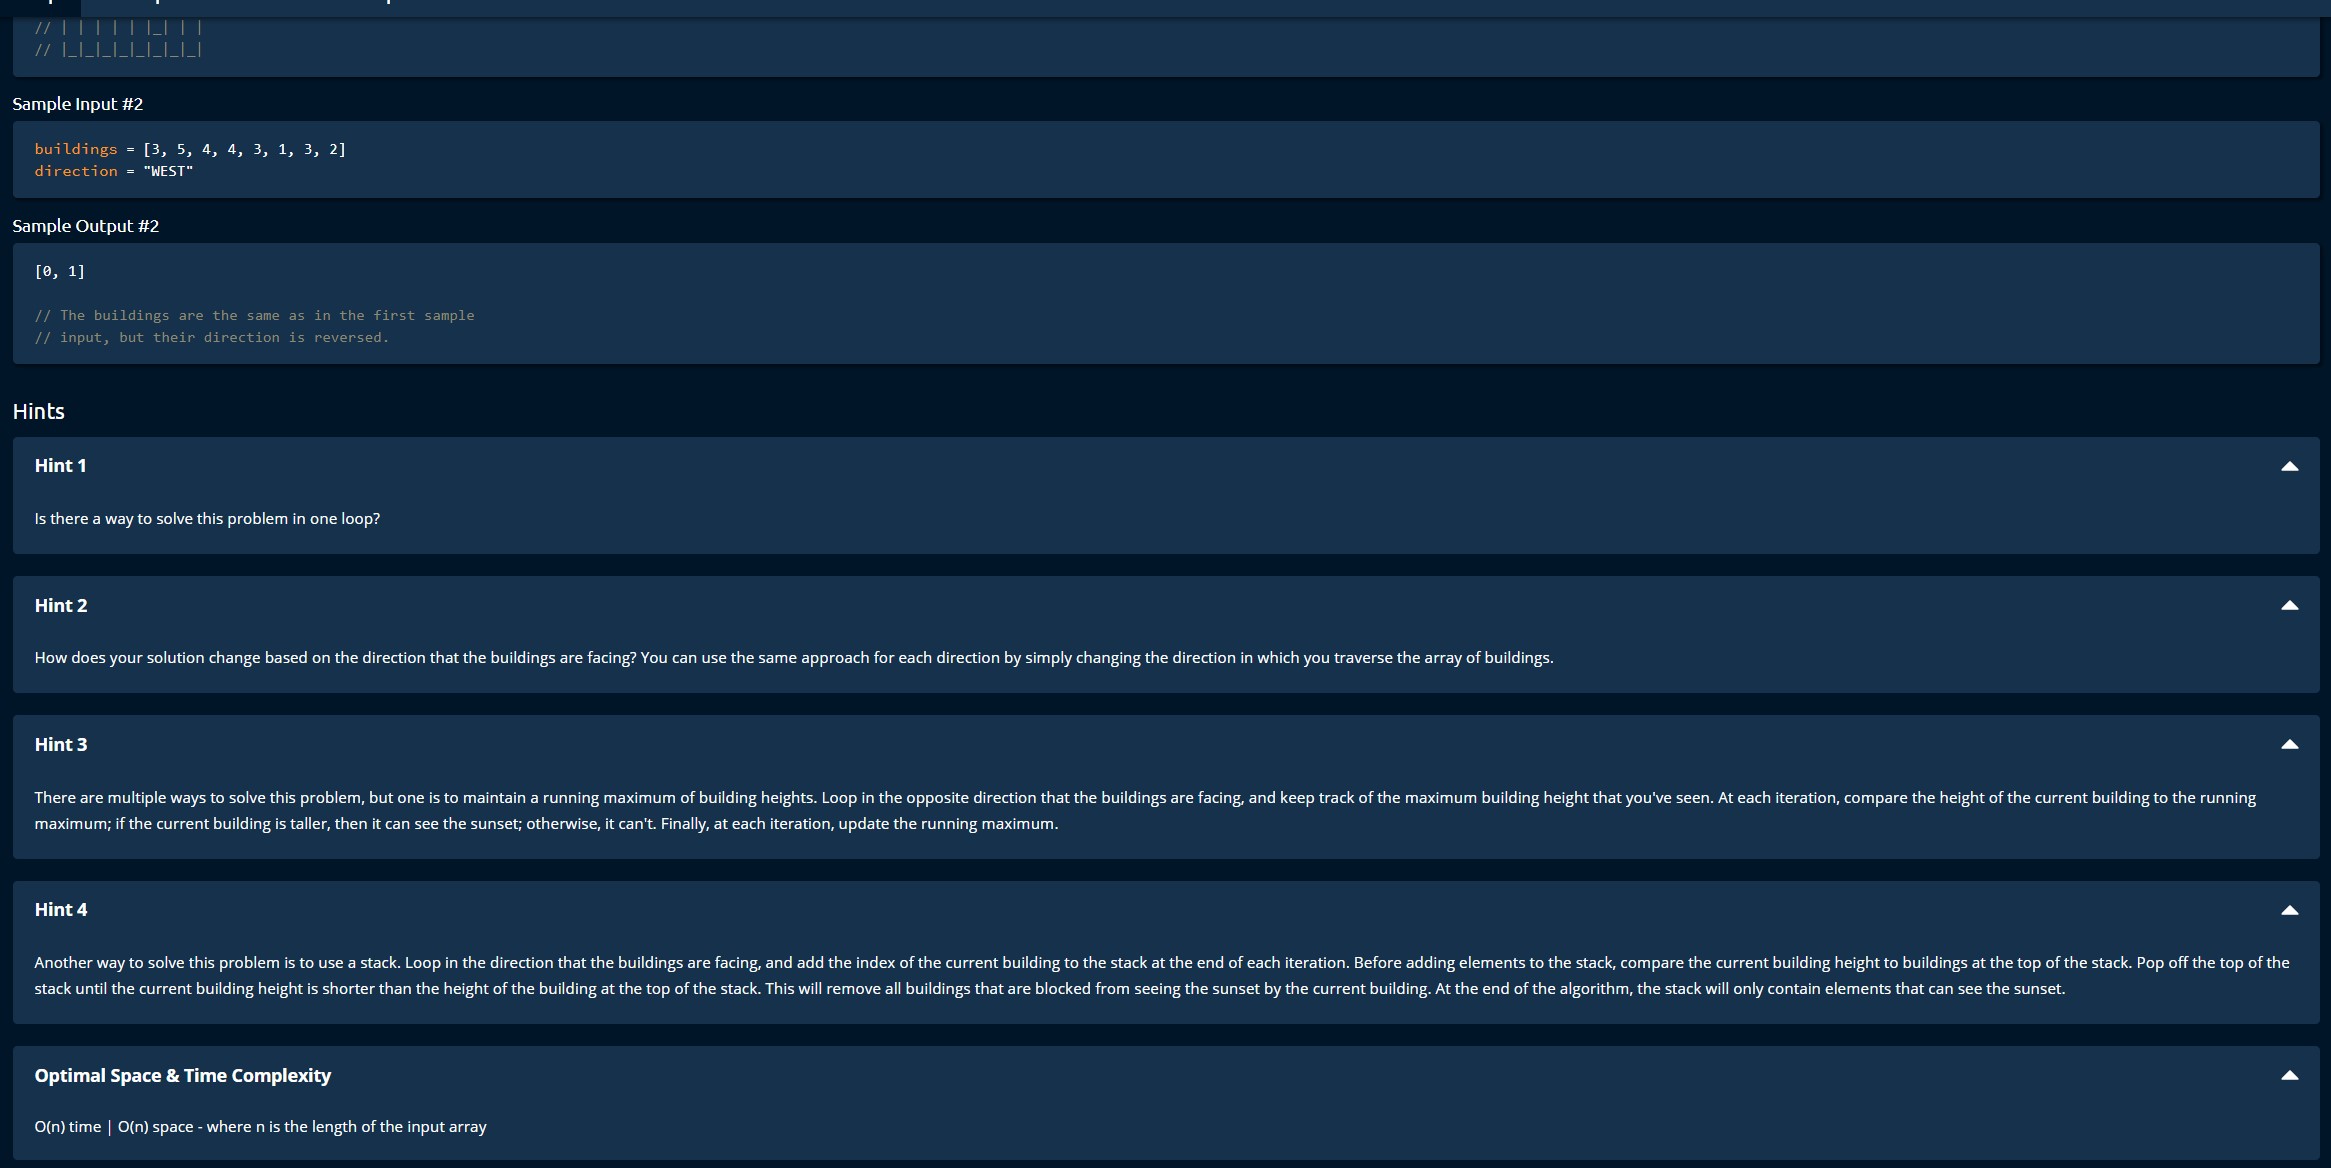 // | | | | | |_| | |
// |_|_|_|_|_|_|_|_|
Sample Input #2
buildings = [3, 5, 4, 4, 3, 1, 3, 2]
direction = "WEST"
Sample Output #2
[0, 1]
// The buildings are the same as in the first sample
// input, but their direction is reversed.
Hints
Hint 1
Is there a way to solve this problem in one loop?
Hint 2
How does your solution change based on the direction that the buildings are facing? You can use the same approach for each direction by simply changing the direction in which you traverse the array of buildings.
Hint 3
There are multiple ways to solve this problem, but one is to maintain a running maximum of building heights. Loop in the opposite direction that the buildings are facing, and keep track of the maximum building height that you've seen. At each iteration, compare the height of the current building to the running
maximum; if the current building is taller, then it can see the sunset; otherwise, it can't. Finally, at each iteration, update the running maximum.
Hint 4
Another way to solve this problem is to use a stack. Loop in the direction that the buildings are facing, and add the index of the current building to the stack at the end of each iteration. Before adding elements to the stack, compare the current building height to buildings at the top of the stack. Pop off the top of the
stack until the current building height is shorter than the height of the building at the top of the stack. This will remove all buildings that are blocked from seeing the sunset by the current building. At the end of the algorithm, the stack will only contain elements that can see the sunset.
Optimal Space & Time Complexity
O(n) time | O(n) space - where n is the length of the input array